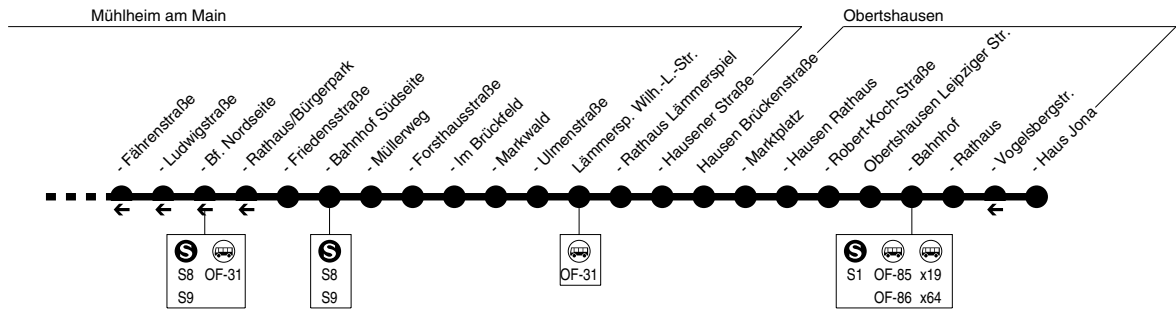 Mühlheim am Main
Obertshausen
- Fährenstraße
- Ludwigstraße
- Bf. Nordseite
- Rathaus/Bürgerpark
- Friedensstraße
- Bahnhof Südseite
- Müllerweg
- Forsthausstraße
- Im Brückfeld
- Markwald
- Ulmenstraße
Lämmersp. Wilh.-L.-Str.
- Rathaus Lämmerspiel
- Hausener Straße
Hausen Brückenstraße
- Marktplatz
- Hausen Rathaus
- Robert-Koch-Straße
Obertshausen Leipziger Str.
- Bahnhof
- Rathaus
- Vogelsbergstr.
- Haus Jona
S
S8 OF-31
S9
S
S8
S9
OF-31
S
S1 OF-85 x19
OF-86 x64